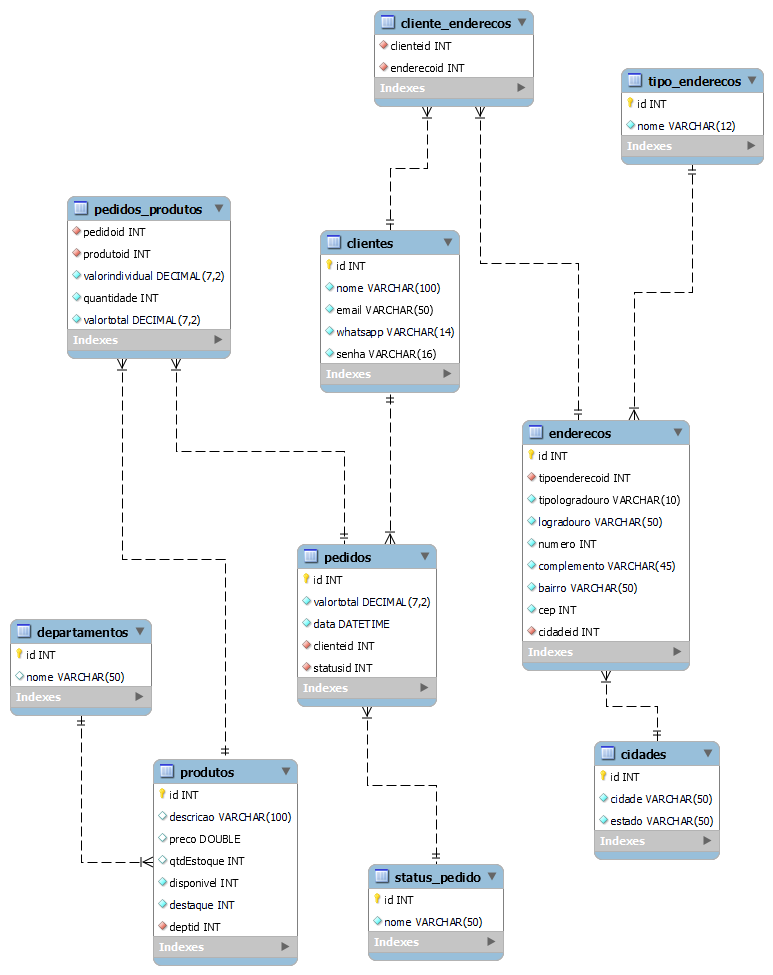 cliente_enderecos
clienteid INT
enderecoid INT
Indexes
tipo_enderecos
id INT
nome VARCHAR(12)
Indexes
pedidos_produtos
pedidoid INT
produtoid INT
valorindividual DECIMAL(7,2)
quantidade INT
valortotal DECIMAL(7,2)
Indexes
clientes
id INT
nome VARCHAR(100)
email VARCHAR(50)
whatsapp VARCHAR(14)
senha VARCHAR(16)
Indexes
enderecos
id INT
tipoenderecoid INT
tipologradouro VARCHAR(10)
logradouro VARCHAR(50)
numero INT
complemento VARCHAR(45)
bairro VARCHAR(50)
cep INT
cidadeid INT
Indexes
pedidos
id INT
valortotal DECIMAL(7,2)
data DATETIME
clienteid INT
statusid INT
Indexes
departamentos
id INT
nome VARCHAR(50)
Indexes
produtos
id INT
descricao VARCHAR(100)
preco DOUBLE
qtdEstoque INT
disponivel INT
destaque INT
deptid INT
Indexes
cidades
id INT
cidade VARCHAR(50)
estado VARCHAR(50)
Indexes
status_pedido
id INT
nome VARCHAR(50)
Indexes